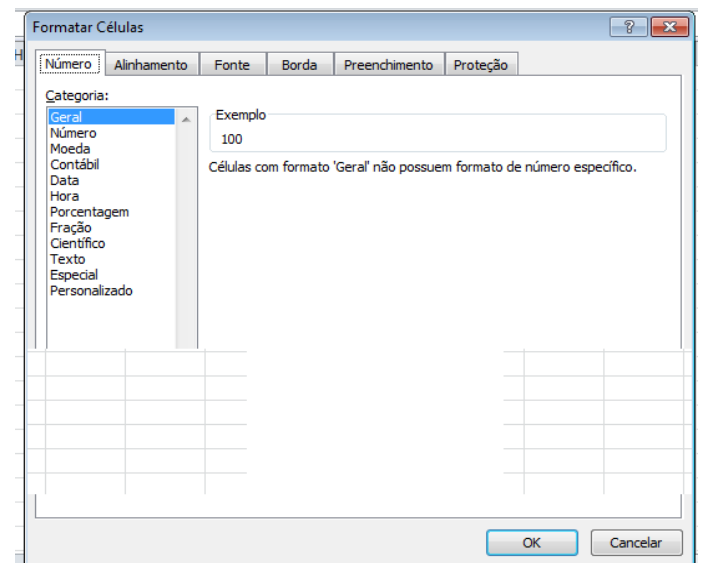 Formatar Células
H
Número Alinhamento Fonte Borda Preenchimento Proteção
Categoria:
Geral
Número
Moeda
Contábil
Data
Hora
Porcentagem
Fração
Científico
Texto
Especial
Personalizado
Exemplo
100
Células com formato 'Geral' não possuem formato de número específico.
OK Cancelar